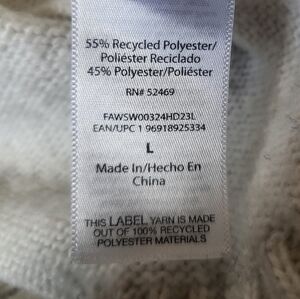 55% Recycled Polyester/
Poliéster Reciclado
45% Polyester/Poliéster
RN# 52469
FAWSW00324HD23L
EAN/UPC 1 96918925334
L
Made In/Hecho En
China
THIS LABEL YARN IS MADE
OUT OF 100% RECYCLED
POLYESTER MATERIALS